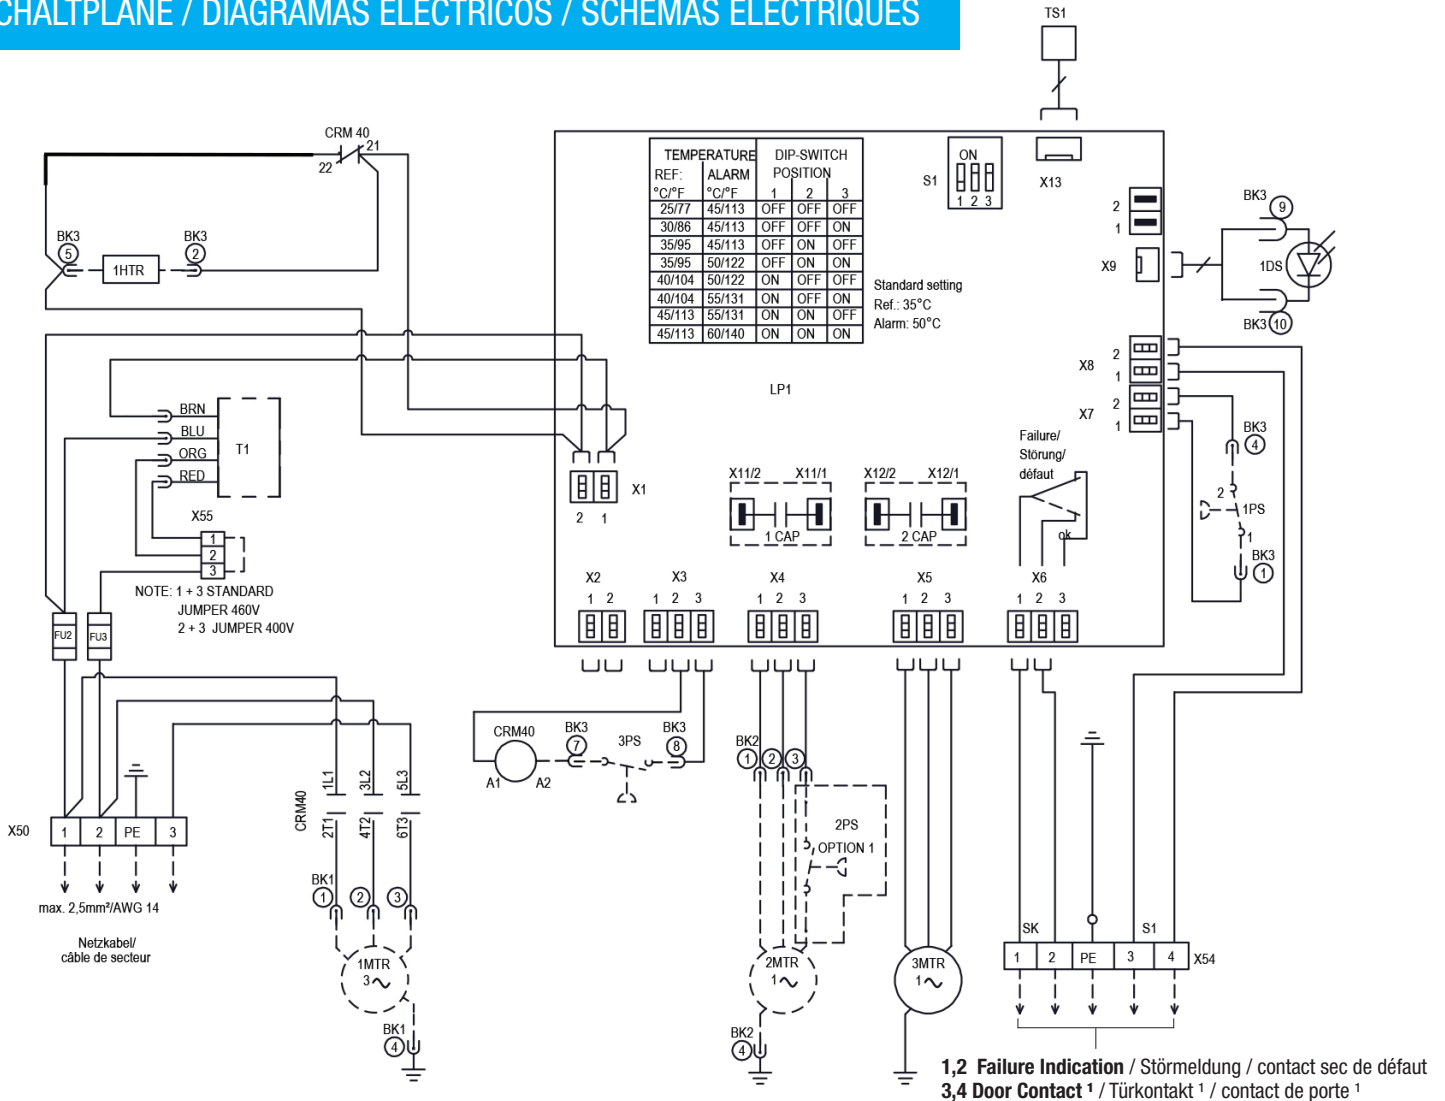 CHALTPLÄNE / DIAGRAMAS ELÉCTRICOS / SCHÉMAS ÉLECTRIQUES
TS1
CRM 40
21
22
BK3
5
1HTR
BK3
2
TEMPERATURE DIP-SWITCH
REF: ALARM POSITION
°C/°F °C/°F 1 2 3
25/77 45/113 OFF OFF OFF
30/86 45/113 OFF OFF ON
35/95 45/113 OFF ON OFF
35/95 50/122 OFF ON ON
40/104 50/122 ON OFF OFF
40/104 55/131 ON OFF ON
45/113 55/131 ON ON OFF
45/113 60/140 ON ON ON
Standard setting
Ref.: 35°C
Alarm: 50°C
S1
ON
1 2 3
X13
2
1
X9
BK3
9
1DS
BK3 10
LP1
X8
2
1
X7
2
1
BK3
4
2
1PS
1
BK3
1
BRN
BLU
ORG
RED
T1
X55
1
2
3
NOTE: 1 + 3 STANDARD
JUMPER 460V
2 + 3 JUMPER 400V
FU2
FU3
X1
2 1
X11/2 X11/1
1 CAP
X12/2 X12/1
2 CAP
Failure/
Störung/
défaut
ok
X2
1 2
X3
1 2 3
X4
1 2 3
X5
1 2 3
X6
1 2 3
CRM40
A1 A2
BK3
7
3PS
BK3
8
BK2
1 2 3
2PS
OPTION 1
CRM40
1L1 3L2 5L3
2T1 4T2 6T3
X50
1 2 PE 3
max. 2,5mm²/AWG 14
Netzkabel/
câble de secteur
BK1
1 2 3
1MTR
3
BK1
4
2MTR
1
BK2
4
3MTR
1
SK S1
1 2 PE 3 4 X54
1,2 Failure Indication / Störmeldung / contact sec de défaut
3,4 Door Contact ¹ / Türkontakt ¹ / contact de porte ¹